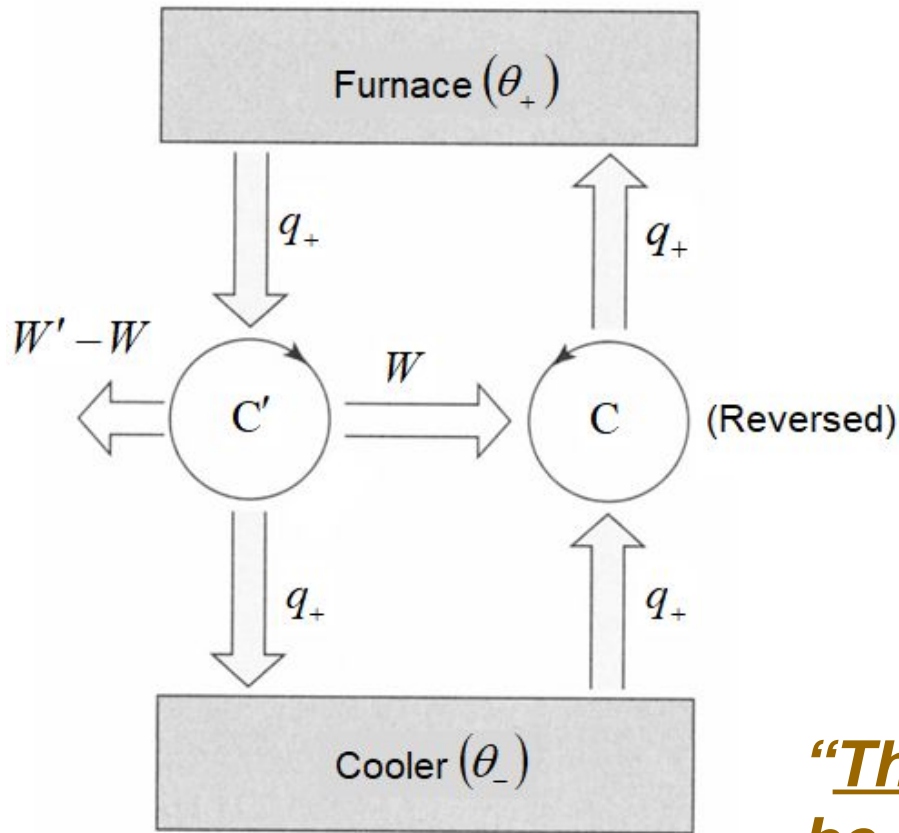 Furnace (θ₊)
q₊
q₊
W' − W
W
C'
C
(Reversed)
q₊
q₊
Cooler (θ₋)
“Th
be